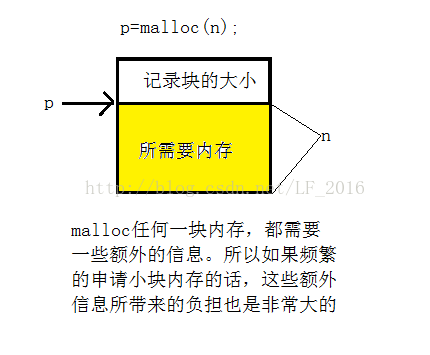 p=malloc(n);
记录块的大小
p
所需要内存
n
http://blog.csdn.net/LF_2016
malloc任何一块内存，都需要
一些额外的信息。所以如果频繁
的申请小块内存的话，这些额外
信息所带来的负担也是非常大的